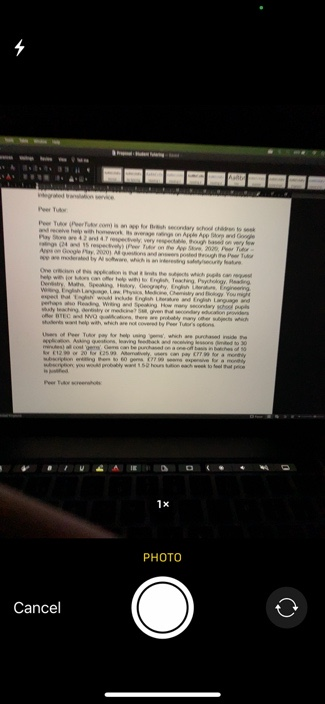 Proposal - Student Tutoring
Tell me
AaBb
integrated translation service.
Peer Tutor:
Peer Tutor (PeerTutor.com) is an app for British secondary school children to seek
and receive help with homework. Its average ratings on Apple App Store and Google
Play Store are 4.2 and 4.7 respectively; very respectable, though based on very few
ratings (24 and 15 respectively) (Peer Tutor on the App Store, 2020; Peer Tutor –
Apps on Google Play, 2020). All questions and answers posted through the Peer Tutor
app are moderated by AI software, which is an interesting safety/security feature.
One criticism of this application is that it limits the subjects which pupils can request
help with (or tutors can offer help with) to: English, Teaching, Psychology, Reading,
Dentistry, Maths, Speaking, History, Geography, English Literature, Engineering,
Writing, English Language, Law, Physics, Medicine, Chemistry and Biology. You might
expect that 'English' would include English Literature and English Language and
perhaps also Reading, Writing and Speaking. How many secondary school pupils
study teaching, dentistry or medicine? Still, given that secondary education providers
offer BTEC and NVQ qualifications, there are probably many other subjects which
students want help with, which are not covered by Peer Tutor's options.
Users of Peer Tutor pay for help using 'gems', which are purchased inside the
application. Asking questions, leaving feedback and receiving lessons (limited to 30
minutes) all cost 'gems'. Gems can be purchased on a one-off basis in batches of 10
for £12.99 or 20 for £25.99. Alternatively, users can pay £77.99 for a monthly
subscription entitling them to 60 gems. £77.99 seems expensive for a monthly
subscription; you would probably want 1.5-2 hours tuition each week to feel that price
is justified.
Peer Tutor screenshots:
B I U
1×
PHOTO
Cancel